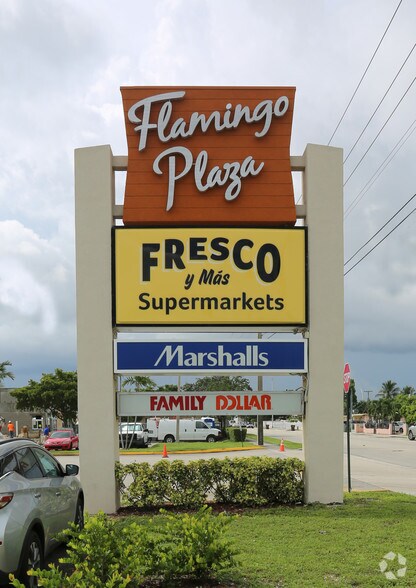 Flamingo
Plaza
FRESCO
y Más
Supermarkets
Marshalls
FAMILY DOLLAR